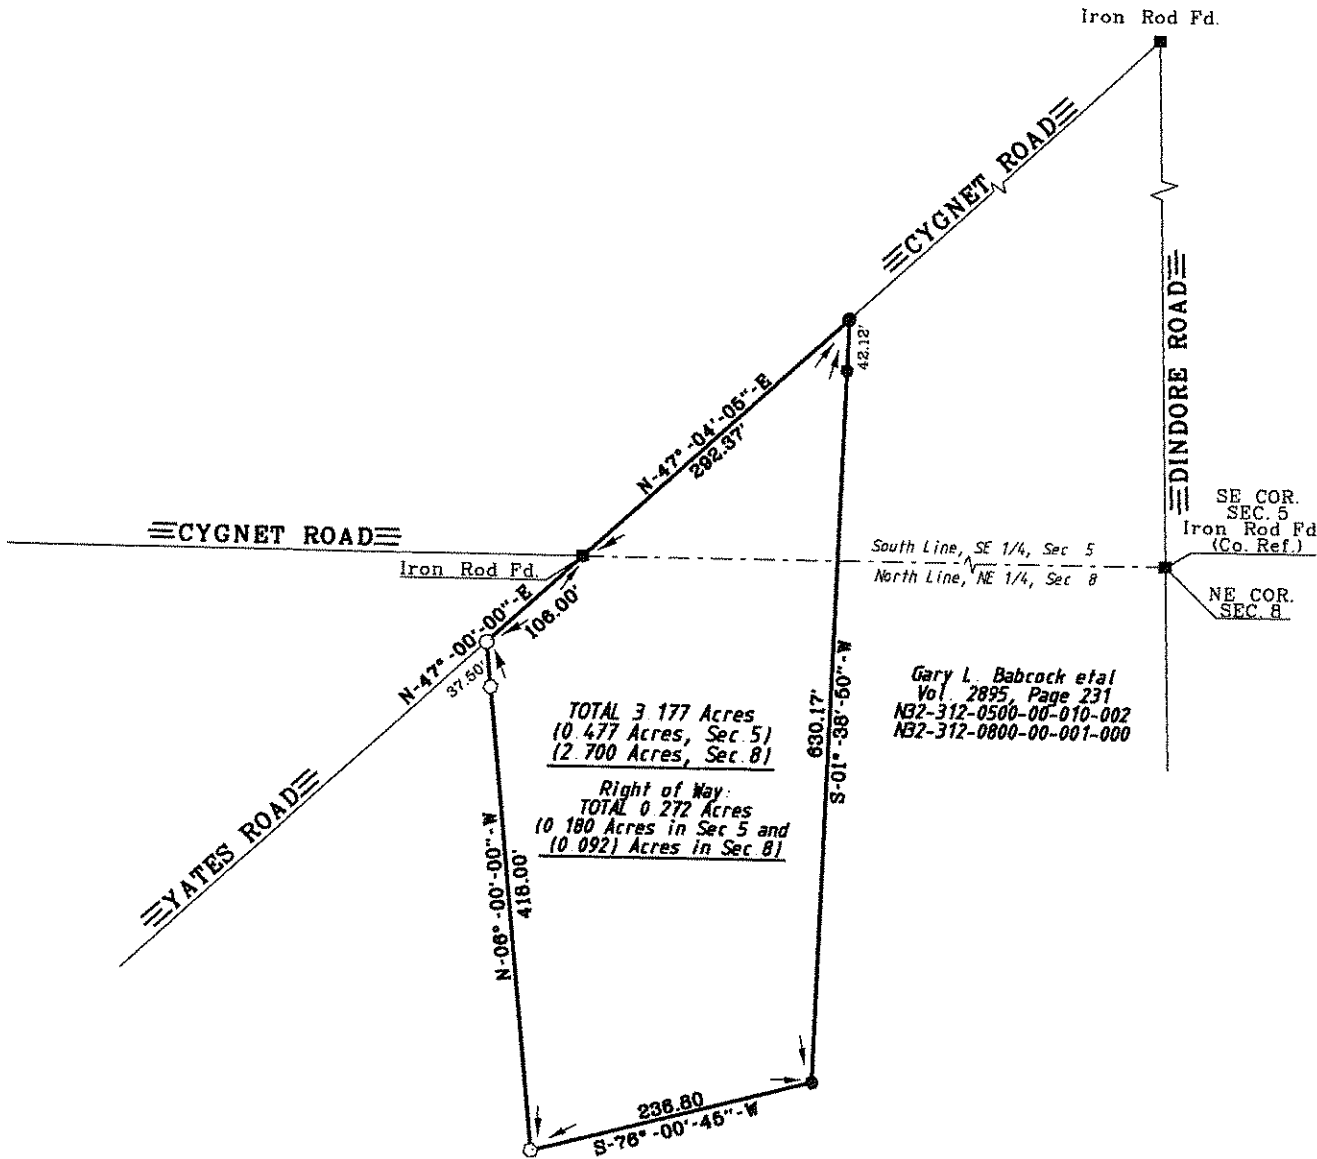 Iron Rod Fd.
CYGNET ROAD
DINDORE ROAD
42.12'
N-47°-04'-05"-E
292.37'
SE COR.
SEC. 5
Iron Rod Fd
(Co. Ref.)
CYGNET ROAD
South Line, SE 1/4, Sec 5
North Line, NE 1/4, Sec 8
Iron Rod Fd.
NE COR.
SEC. 8
N-47°-00'-00"-E
106.00'
37.50'
Gary L. Babcock etal
Vol. 2895, Page 231
N32-312-0500-00-010-002
N32-312-0800-00-001-000
TOTAL 3.177 Acres
(0.477 Acres, Sec. 5)
(2.700 Acres, Sec. 8)
630.17'
S-01°-38'-50"-W
Right of Way:
TOTAL 0.272 Acres
(0.180 Acres in Sec 5 and
(0.092) Acres in Sec 8)
YATES ROAD
N-06°-00'-00"-W
418.00'
236.80
S-76°-00'-45"-W